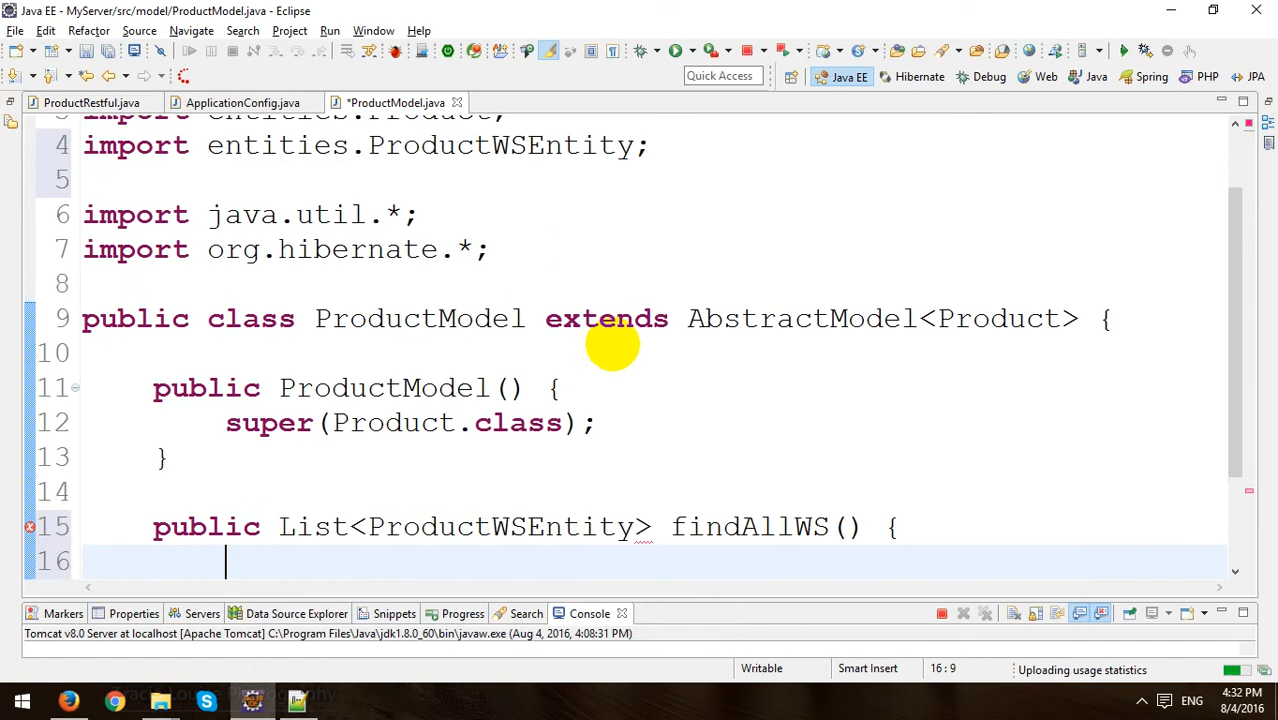 Java EE - MyServer/src/model/ProductModel.java - Eclipse
File Edit Refactor Source Navigate Search Project Run Window Help
Quick Access Java EE Hibernate Debug Web Java Spring PHP JPA
ProductRestful.java ApplicationConfig.java *ProductModel.java
3 import entities.Product;
4 import entities.ProductWSEntity;
5
6 import java.util.*;
7 import org.hibernate.*;
8
9 public class ProductModel extends AbstractModel<Product> {
10
11 public ProductModel() {
12 super(Product.class);
13 }
14
15 public List<ProductWSEntity> findAllWS() {
16
Markers Properties Servers Data Source Explorer Snippets Progress Search Console
Tomcat v8.0 Server at localhost [Apache Tomcat] C:\Program Files\Java\jdk1.8.0_60\bin\javaw.exe (Aug 4, 2016, 4:08:31 PM)
Writable Smart Insert 16 : 9 Uploading usage statistics
ENG 4:32 PM
8/4/2016